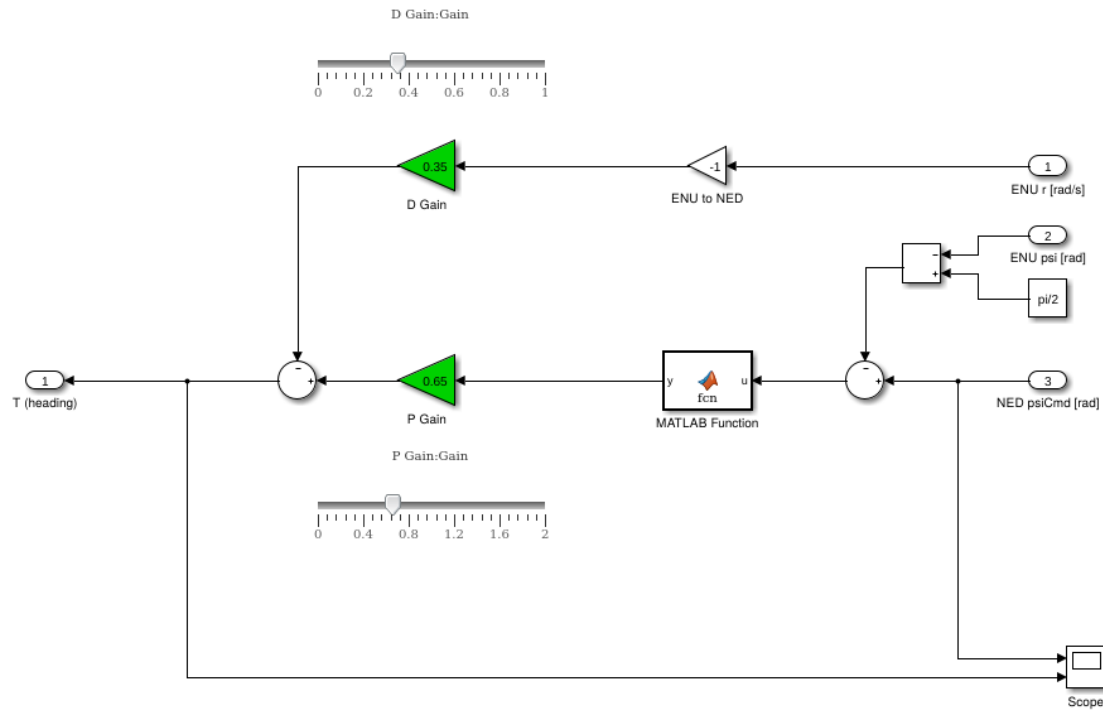 D Gain:Gain
0 0.2 0.4 0.6 0.8 1
0.35
D Gain
-1
ENU to NED
1
ENU r [rad/s]
2
ENU psi [rad]
−
+
pi/2
1
T (heading)
−
+
0.65
P Gain
y
fcn
u
MATLAB Function
−
+
3
NED psiCmd [rad]
P Gain:Gain
0 0.4 0.8 1.2 1.6 2
Scope